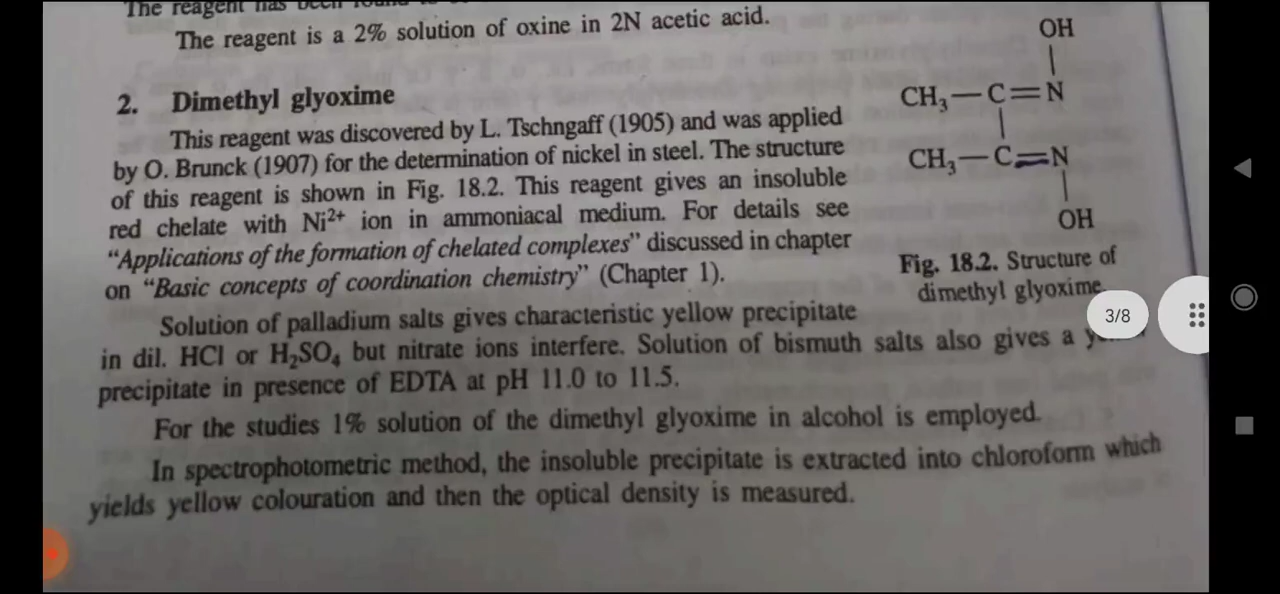 The reagent has been
The reagent is a 2% solution of oxine in 2N acetic acid.
2. Dimethyl glyoxime
This reagent was discovered by L. Tschngaff (1905) and was applied
by O. Brunck (1907) for the determination of nickel in steel. The structure
of this reagent is shown in Fig. 18.2. This reagent gives an insoluble
red chelate with Ni²⁺ ion in ammoniacal medium. For details see
“Applications of the formation of chelated complexes” discussed in chapter
on “Basic concepts of coordination chemistry” (Chapter 1).
OH
CH₃—C=N
CH₃—C=N
OH
Fig. 18.2. Structure of
dimethyl glyoxime.
3/8
Solution of palladium salts gives characteristic yellow precipitate
in dil. HCl or H₂SO₄ but nitrate ions interfere. Solution of bismuth salts also gives a
precipitate in presence of EDTA at pH 11.0 to 11.5.
For the studies 1% solution of the dimethyl glyoxime in alcohol is employed.
In spectrophotometric method, the insoluble precipitate is extracted into chloroform which
yields yellow colouration and then the optical density is measured.